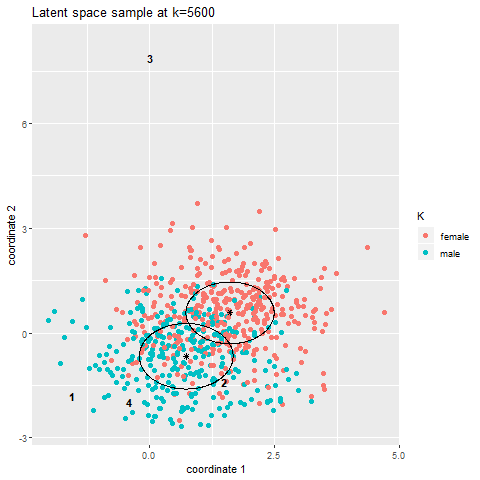 Latent space sample at k=5600
coordinate 2
6
3
0
-3
3
2
1
4
0.0
2.5
5.0
coordinate 1
K
female
male